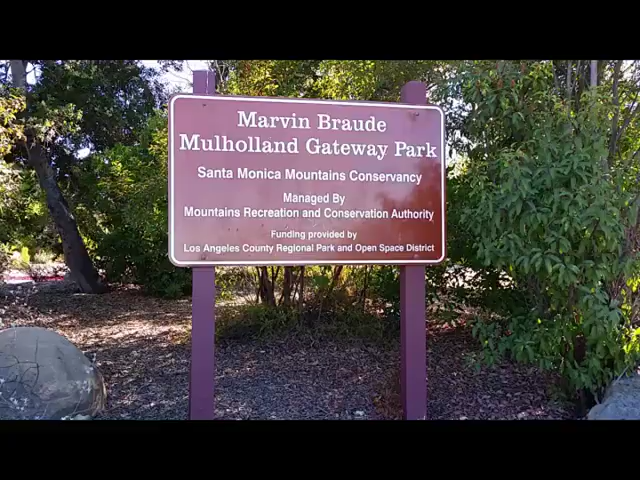 Marvin Braude
Mulholland Gateway Park
Santa Monica Mountains Conservancy
Managed By
Mountains Recreation and Conservation Authority
Funding provided by
Los Angeles County Regional Park and Open Space District